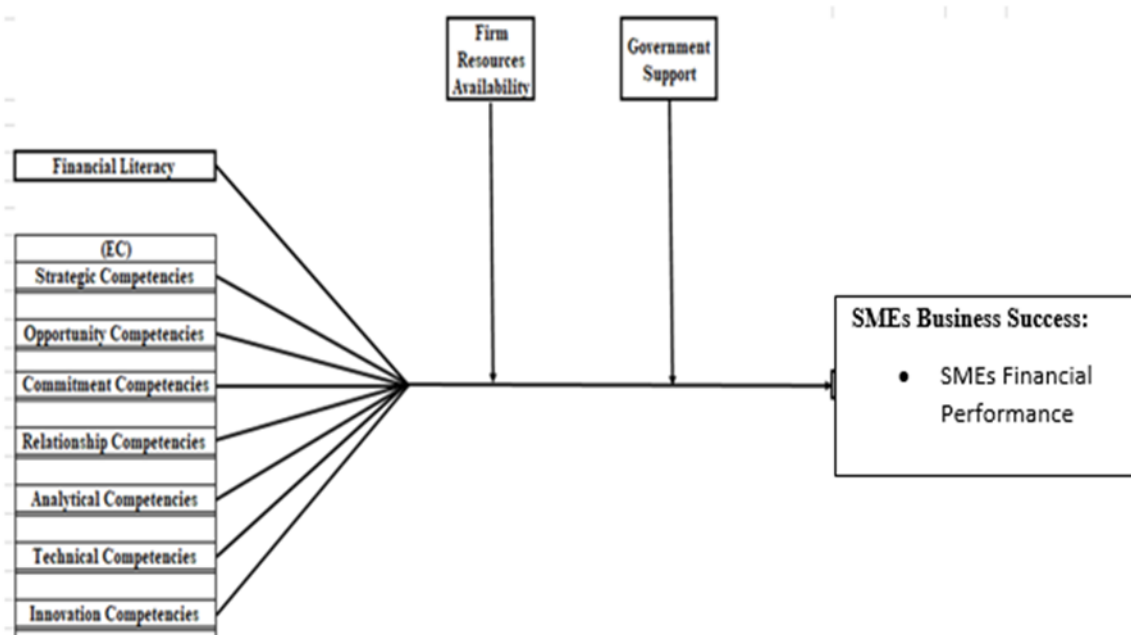 Firm
Resources
Availability
Government
Support
Financial Literacy
(EC)
Strategic Competencies
Opportunity Competencies
Commitment Competencies
Relationship Competencies
Analytical Competencies
Technical Competencies
Innovation Competencies
SMEs Business Success:
• SMEs Financial
Performance